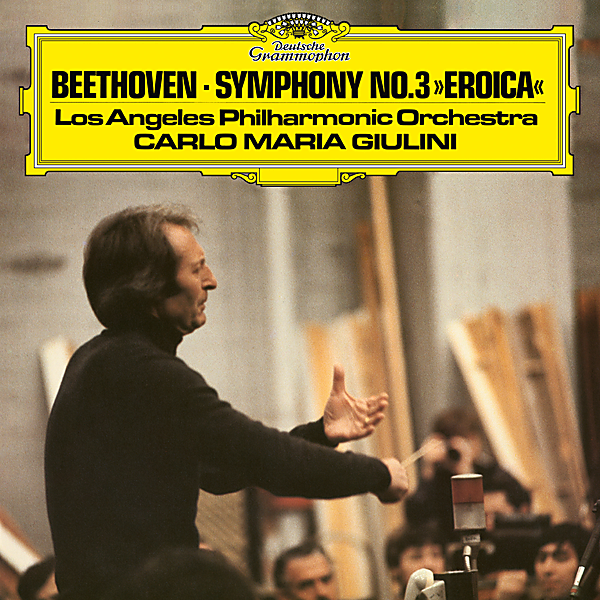 Deutsche
Grammophon
BEETHOVEN · SYMPHONY NO.3 »EROICA«
Los Angeles Philharmonic Orchestra
CARLO MARIA GIULINI